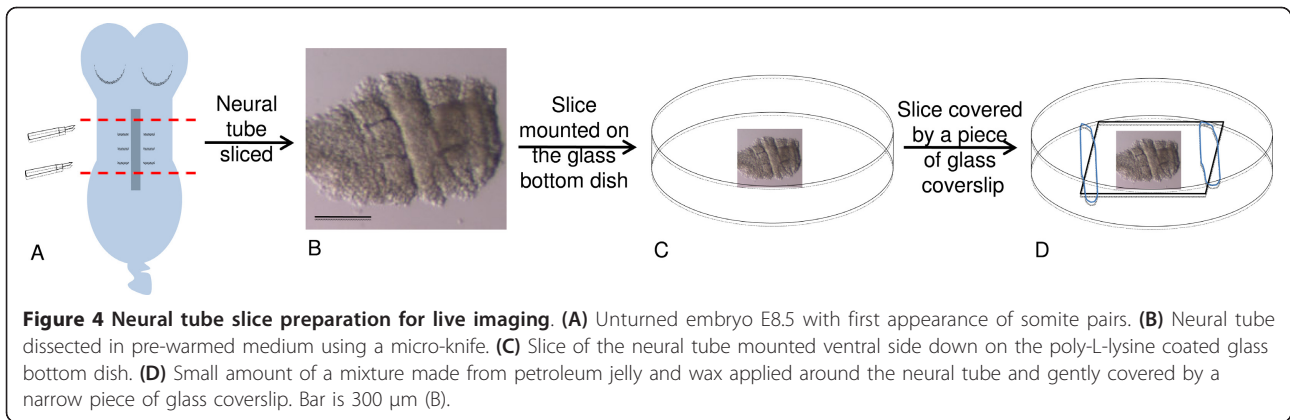 Neural
tube
sliced
Slice
mounted on
the glass
bottom dish
Slice covered
by a piece
of glass
coverslip
A
B
C
D
Figure 4 Neural tube slice preparation for live imaging. (A) Unturned embryo E8.5 with first appearance of somite pairs. (B) Neural tube
dissected in pre-warmed medium using a micro-knife. (C) Slice of the neural tube mounted ventral side down on the poly-L-lysine coated glass
bottom dish. (D) Small amount of a mixture made from petroleum jelly and wax applied around the neural tube and gently covered by a
narrow piece of glass coverslip. Bar is 300 μm (B).